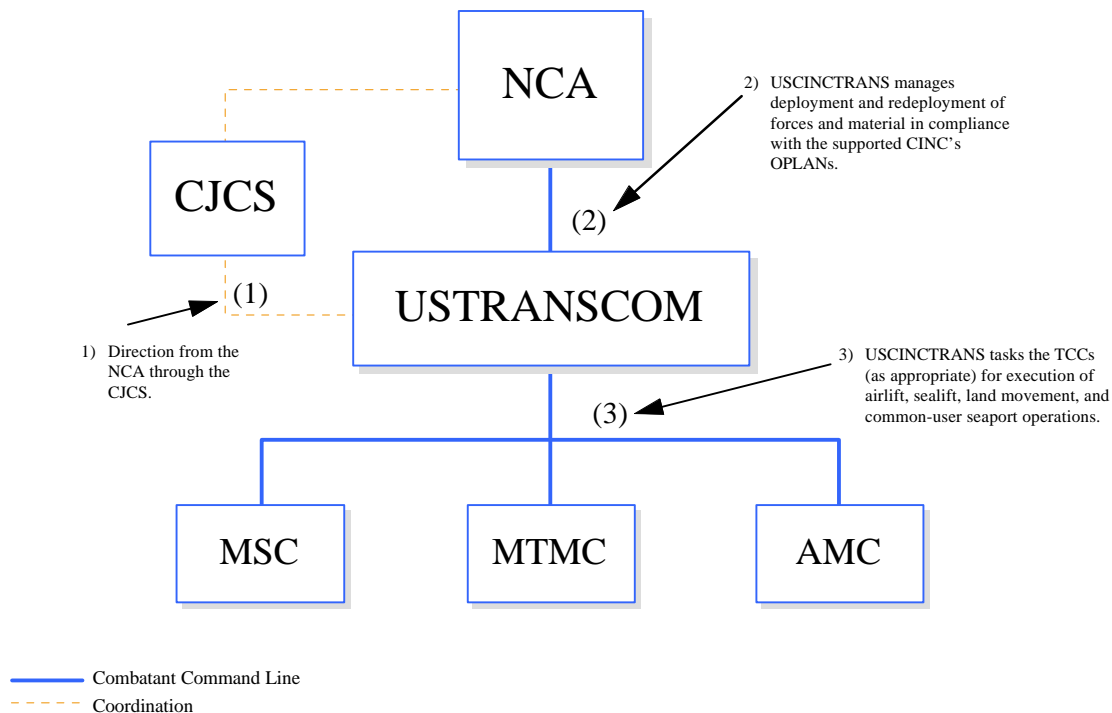 NCA
2) USCINCTRANS manages
deployment and redeployment of
forces and material in compliance
with the supported CINC's
OPLANs.
CJCS
(2)
(1)
USTRANSCOM
1) Direction from the
NCA through the
CJCS.
3) USCINCTRANS tasks the TCCs
(as appropriate) for execution of
airlift, sealift, land movement, and
common-user seaport operations.
(3)
MSC
MTMC
AMC
Combatant Command Line
Coordination